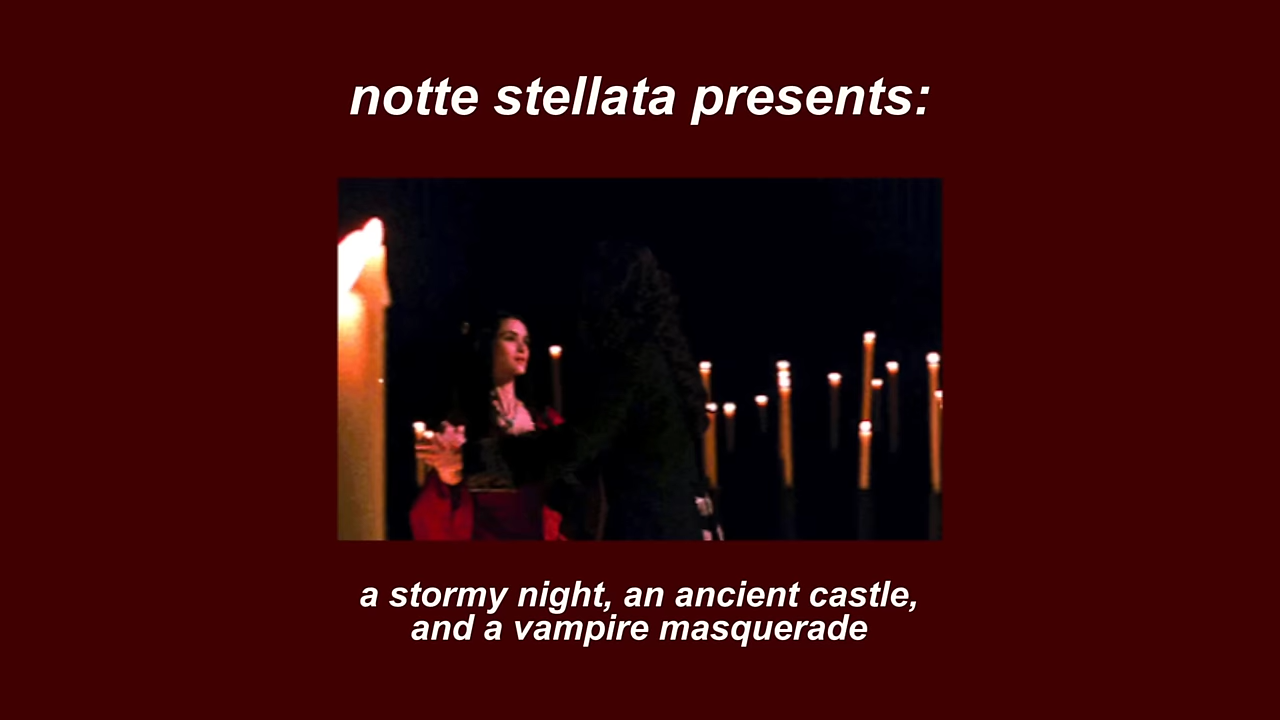 notte stellata presents:
a stormy night, an ancient castle,
and a vampire masquerade